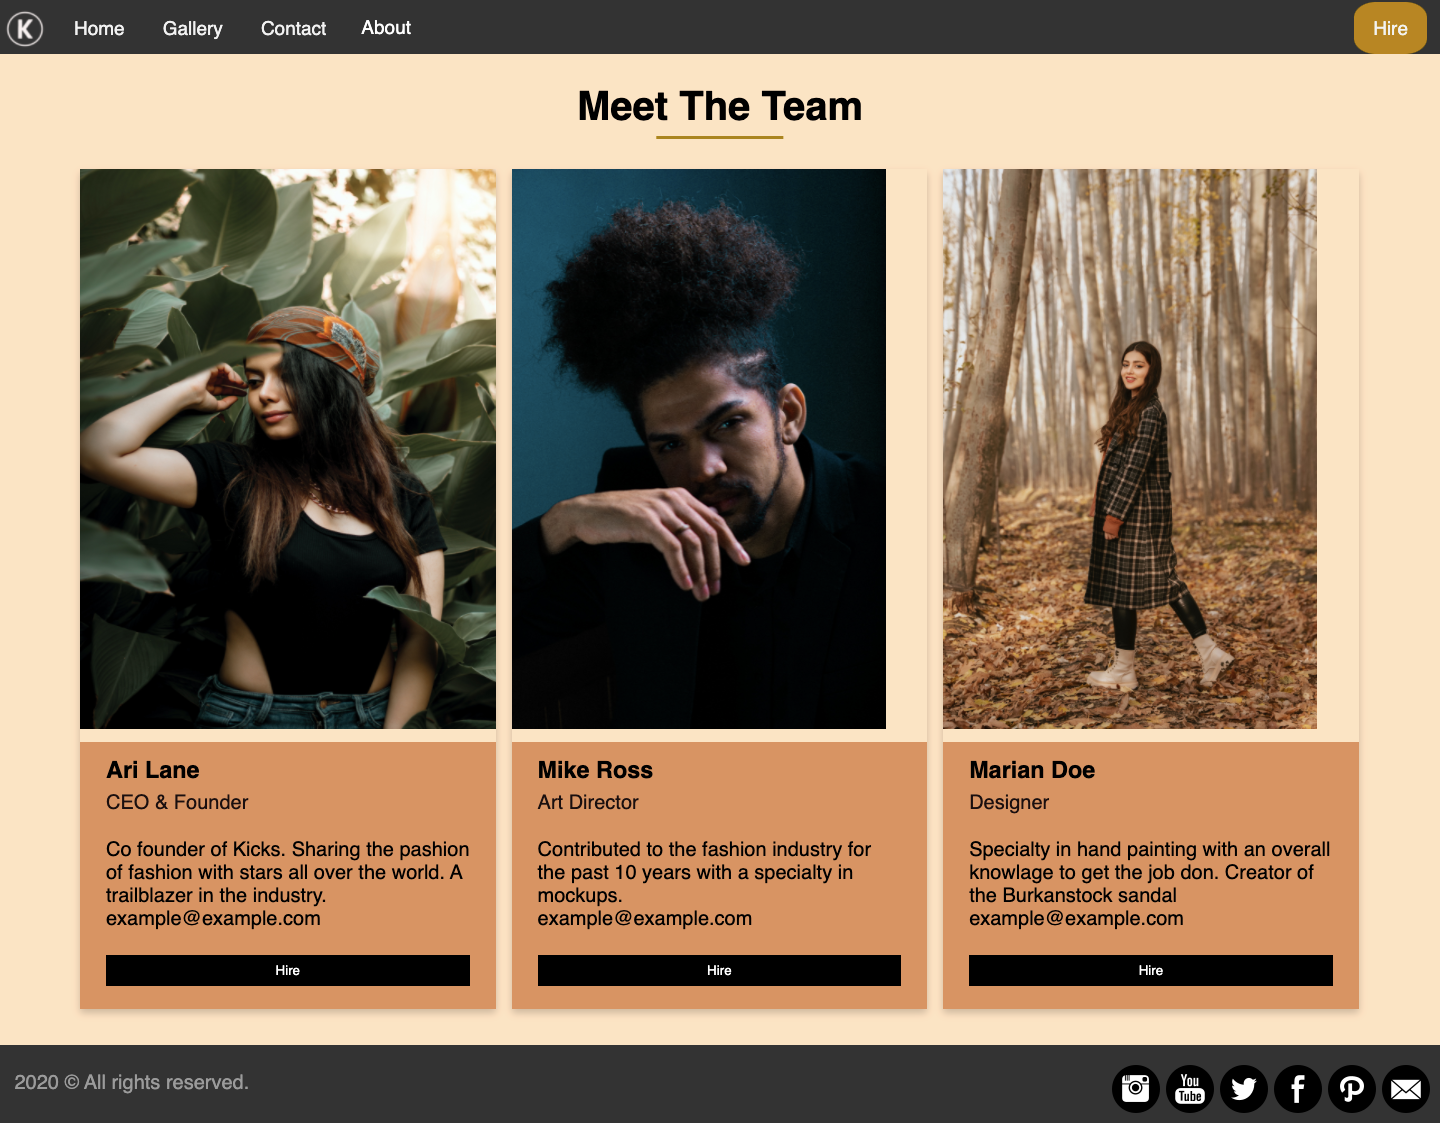 K
Home
Gallery
Contact
About
Hire
Meet The Team
Ari Lane
CEO & Founder
Co founder of Kicks. Sharing the pashion
of fashion with stars all over the world. A
trailblazer in the industry.
example@example.com
Hire
Mike Ross
Art Director
Contributed to the fashion industry for
the past 10 years with a specialty in
mockups.
example@example.com
Hire
Marian Doe
Designer
Specialty in hand painting with an overall
knowlage to get the job don. Creator of
the Burkanstock sandal
example@example.com
Hire
2020 © All rights reserved.
You
Tube